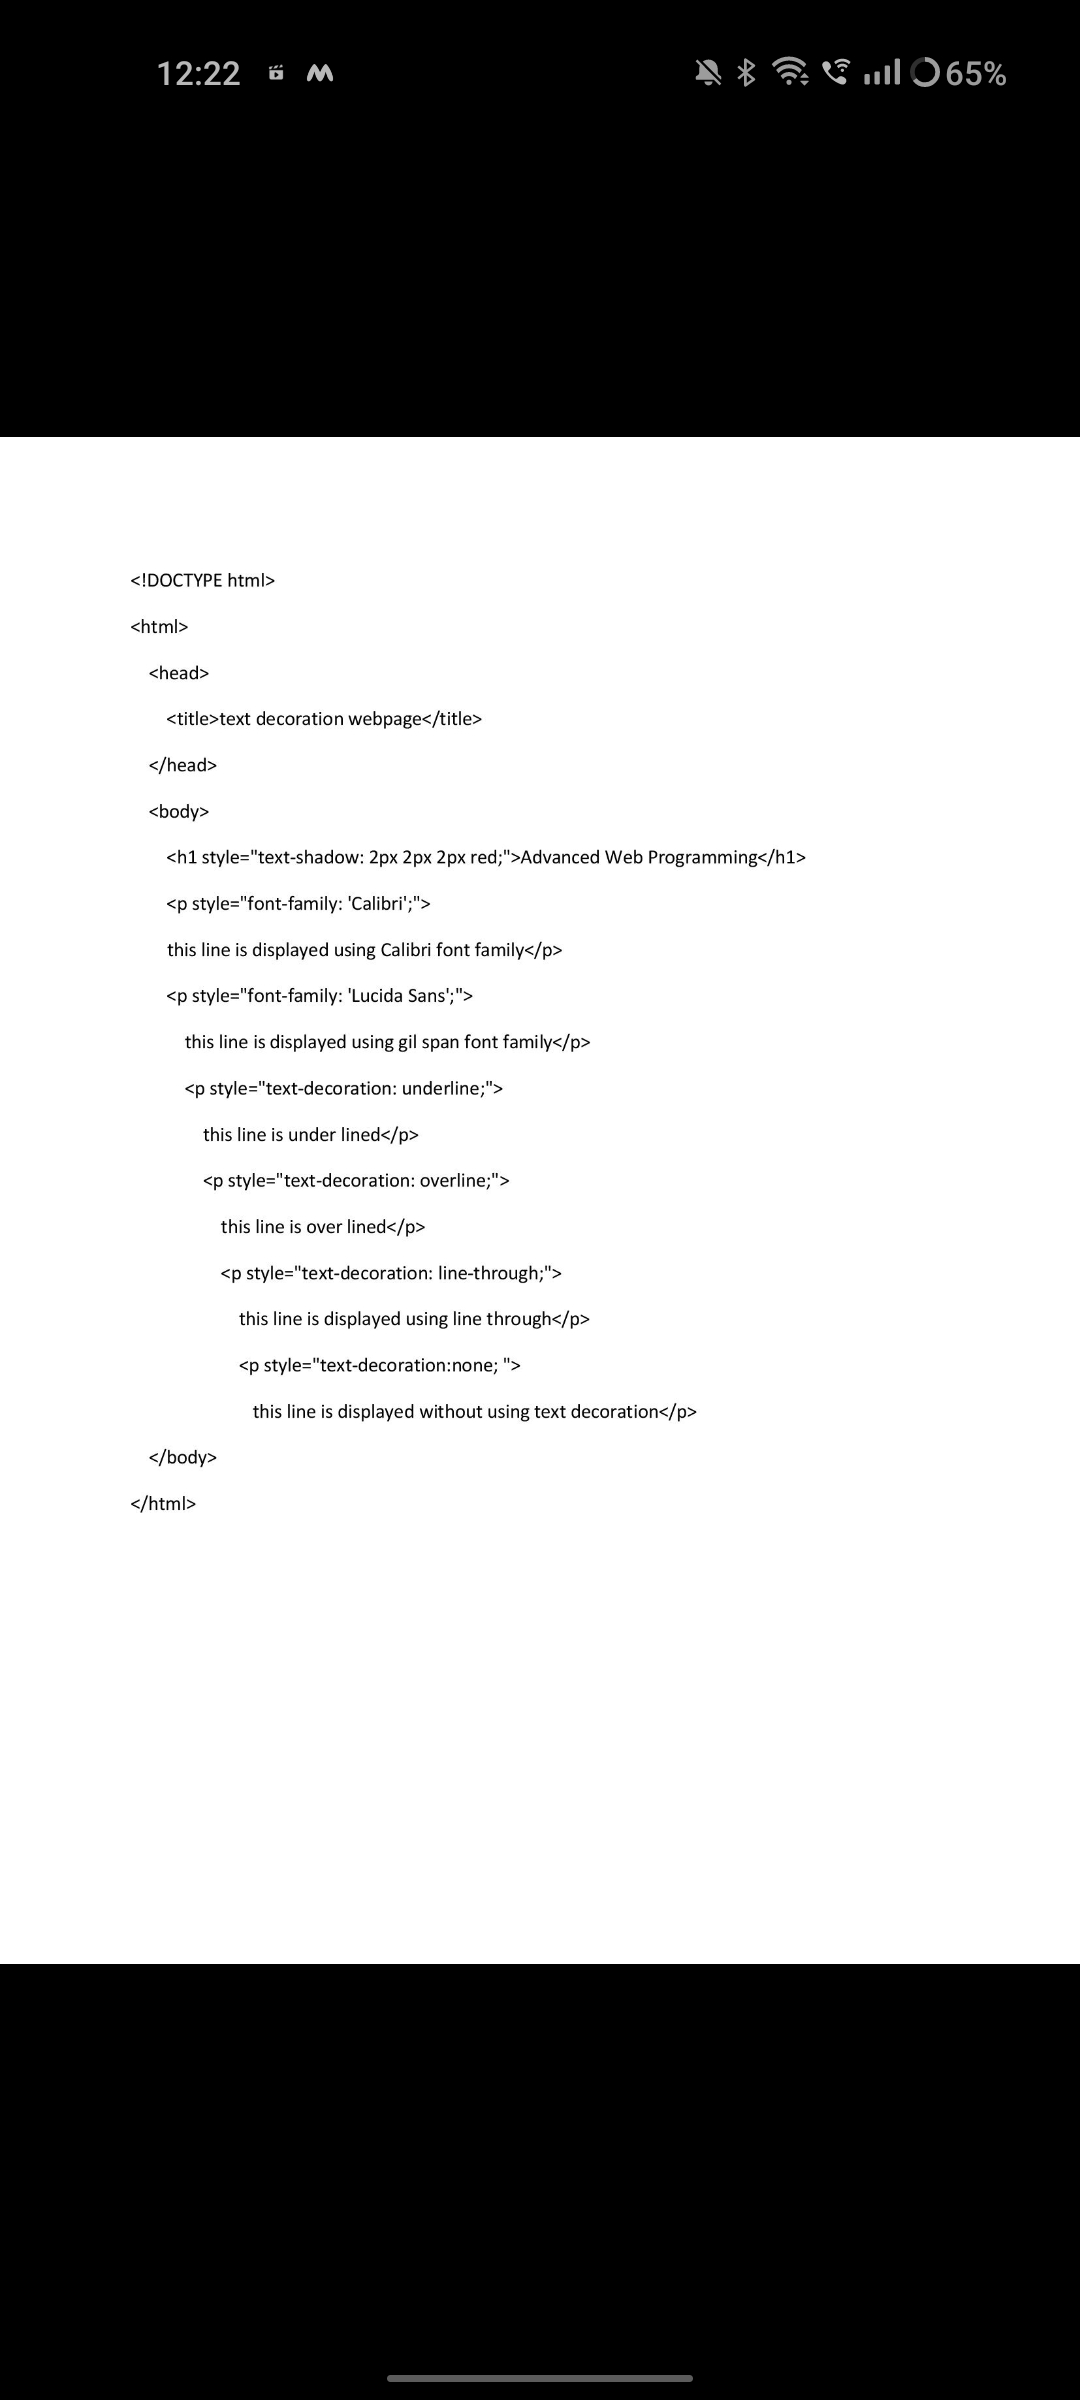 12:22
65%
<!DOCTYPE html>
<html>
<head>
<title>text decoration webpage</title>
</head>
<body>
<h1 style="text-shadow: 2px 2px 2px red;">Advanced Web Programming</h1>
<p style="font-family: 'Calibri';">
this line is displayed using Calibri font family</p>
<p style="font-family: 'Lucida Sans';">
this line is displayed using gil span font family</p>
<p style="text-decoration: underline;">
this line is under lined</p>
<p style="text-decoration: overline;">
this line is over lined</p>
<p style="text-decoration: line-through;">
this line is displayed using line through</p>
<p style="text-decoration:none; ">
this line is displayed without using text decoration</p>
</body>
</html>